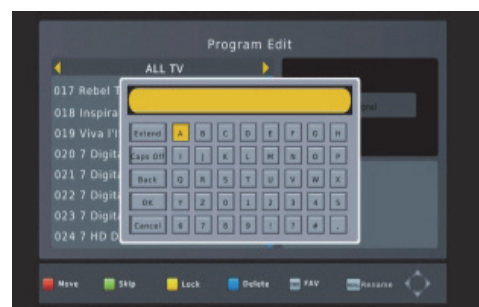 Program Edit
ALL TV
017 Rebel T
018 Inspira
019 Viva l'I
020 7 Digit
021 7 Digit
022 7 Digit
023 7 Digit
024 7 HD D
Extend A B C D E F G H
Caps Off I J K L M N O P
Back Q R S T U V W X
OK Y Z 0 1 2 3 4 5
Cancel 6 7 8 9 ! ? # .
Move Skip Lock Delete FAV Rename